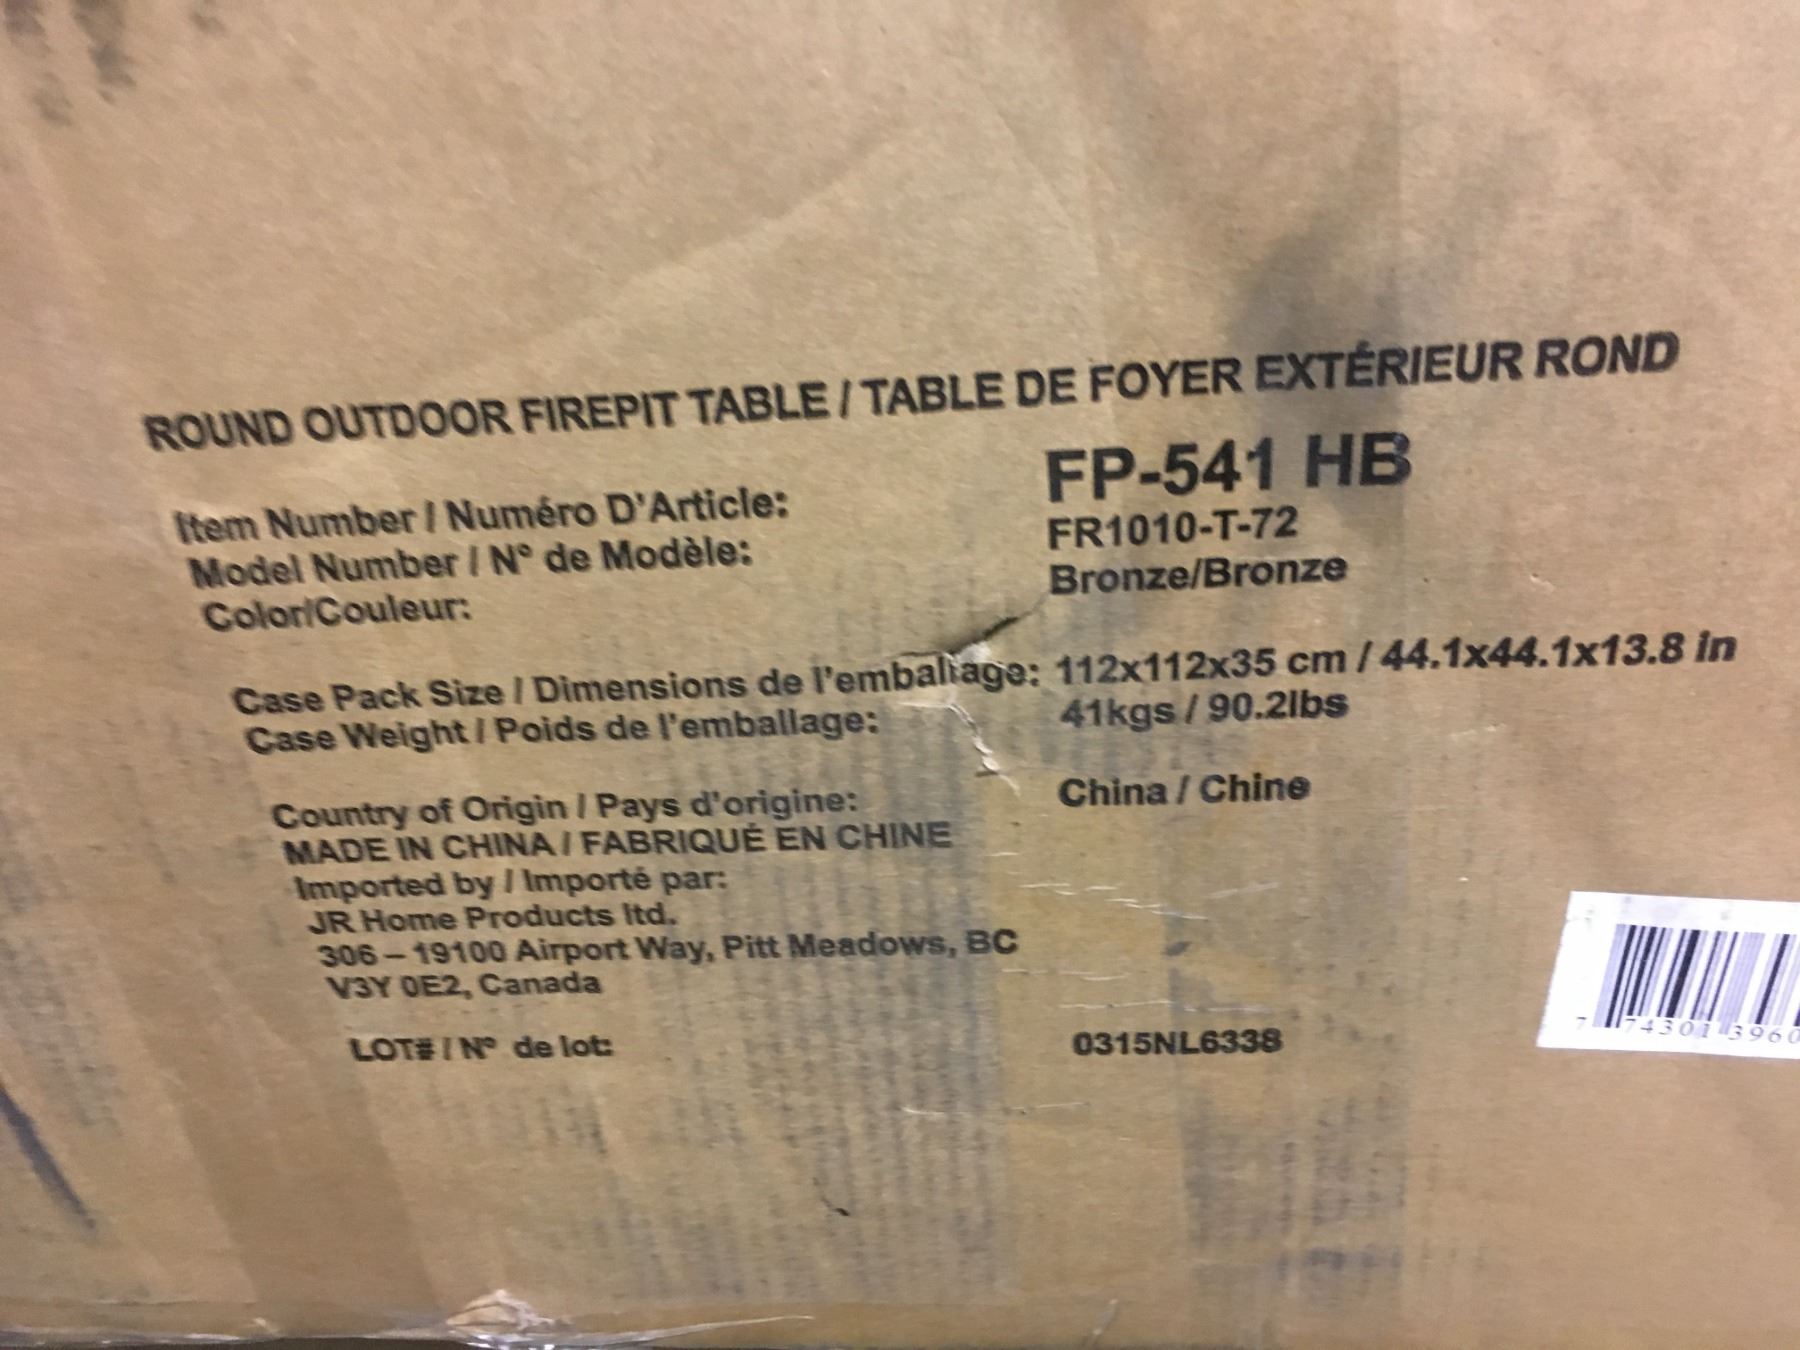 ROUND OUTDOOR FIREPIT TABLE / TABLE DE FOYER EXTÉRIEUR ROND
Item Number / Numéro D'Article: FP-541 HB
Model Number / N° de Modèle: FR1010-T-72
Color/Couleur: Bronze/Bronze
Case Pack Size / Dimensions de l'emballage: 112x112x35 cm / 44.1x44.1x13.8 in
Case Weight / Poids de l'emballage: 41kgs / 90.2lbs
Country of Origin / Pays d'origine: China / Chine
MADE IN CHINA / FABRIQUÉ EN CHINE
Imported by / Importé par:
JR Home Products ltd.
306 – 19100 Airport Way, Pitt Meadows, BC
V3Y 0E2, Canada
LOT# / N° de lot: 0315NL6338
7 74301 3960